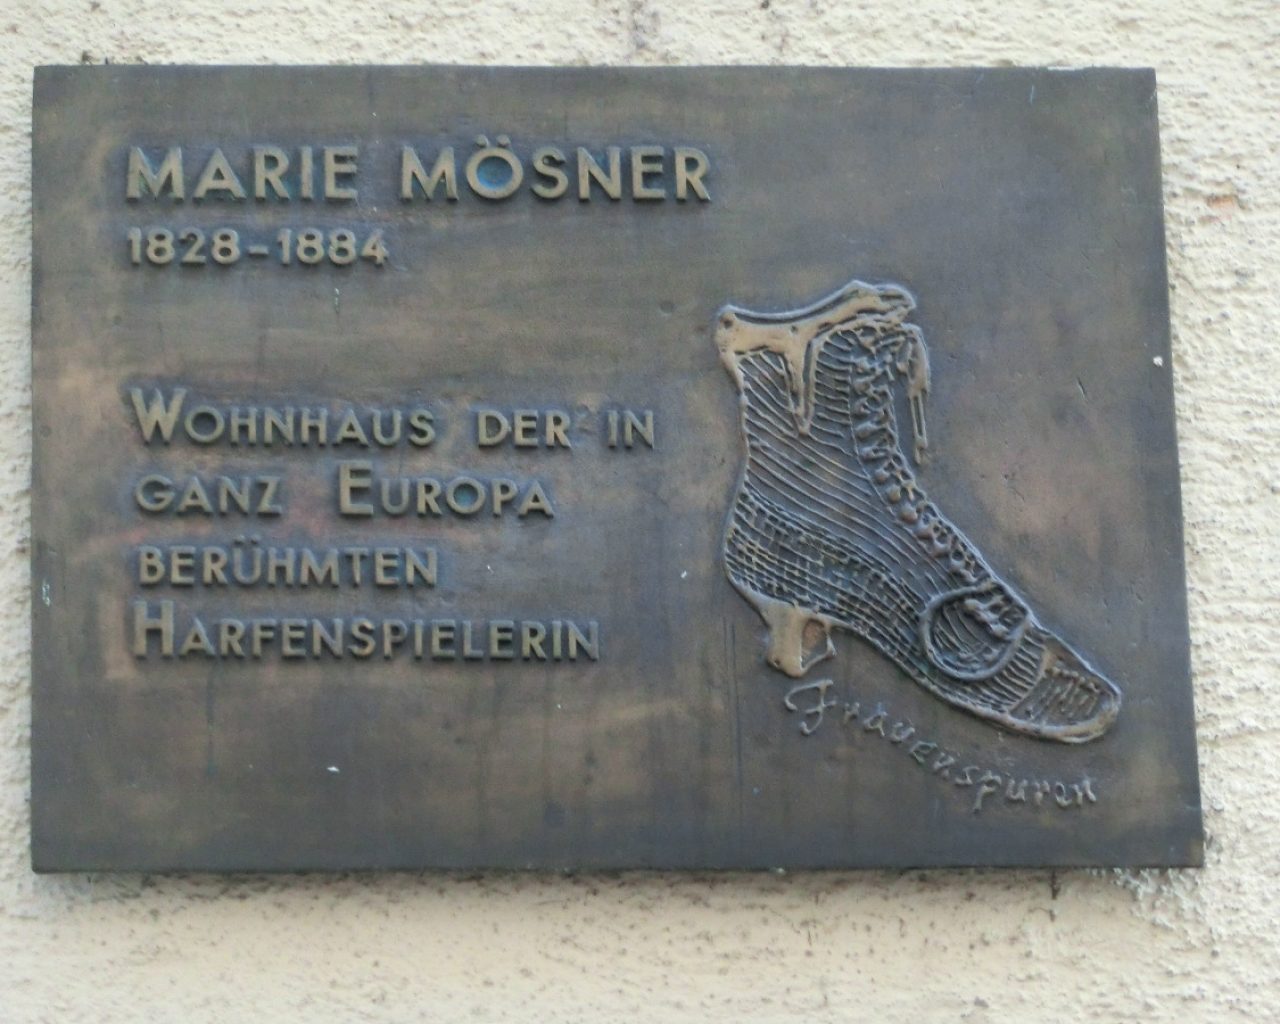 MARIE MÖSNER
1828-1884
WOHNHAUS DER IN
GANZ EUROPA
BERÜHMTEN
HARFENSPIELERIN
Frauenspuren